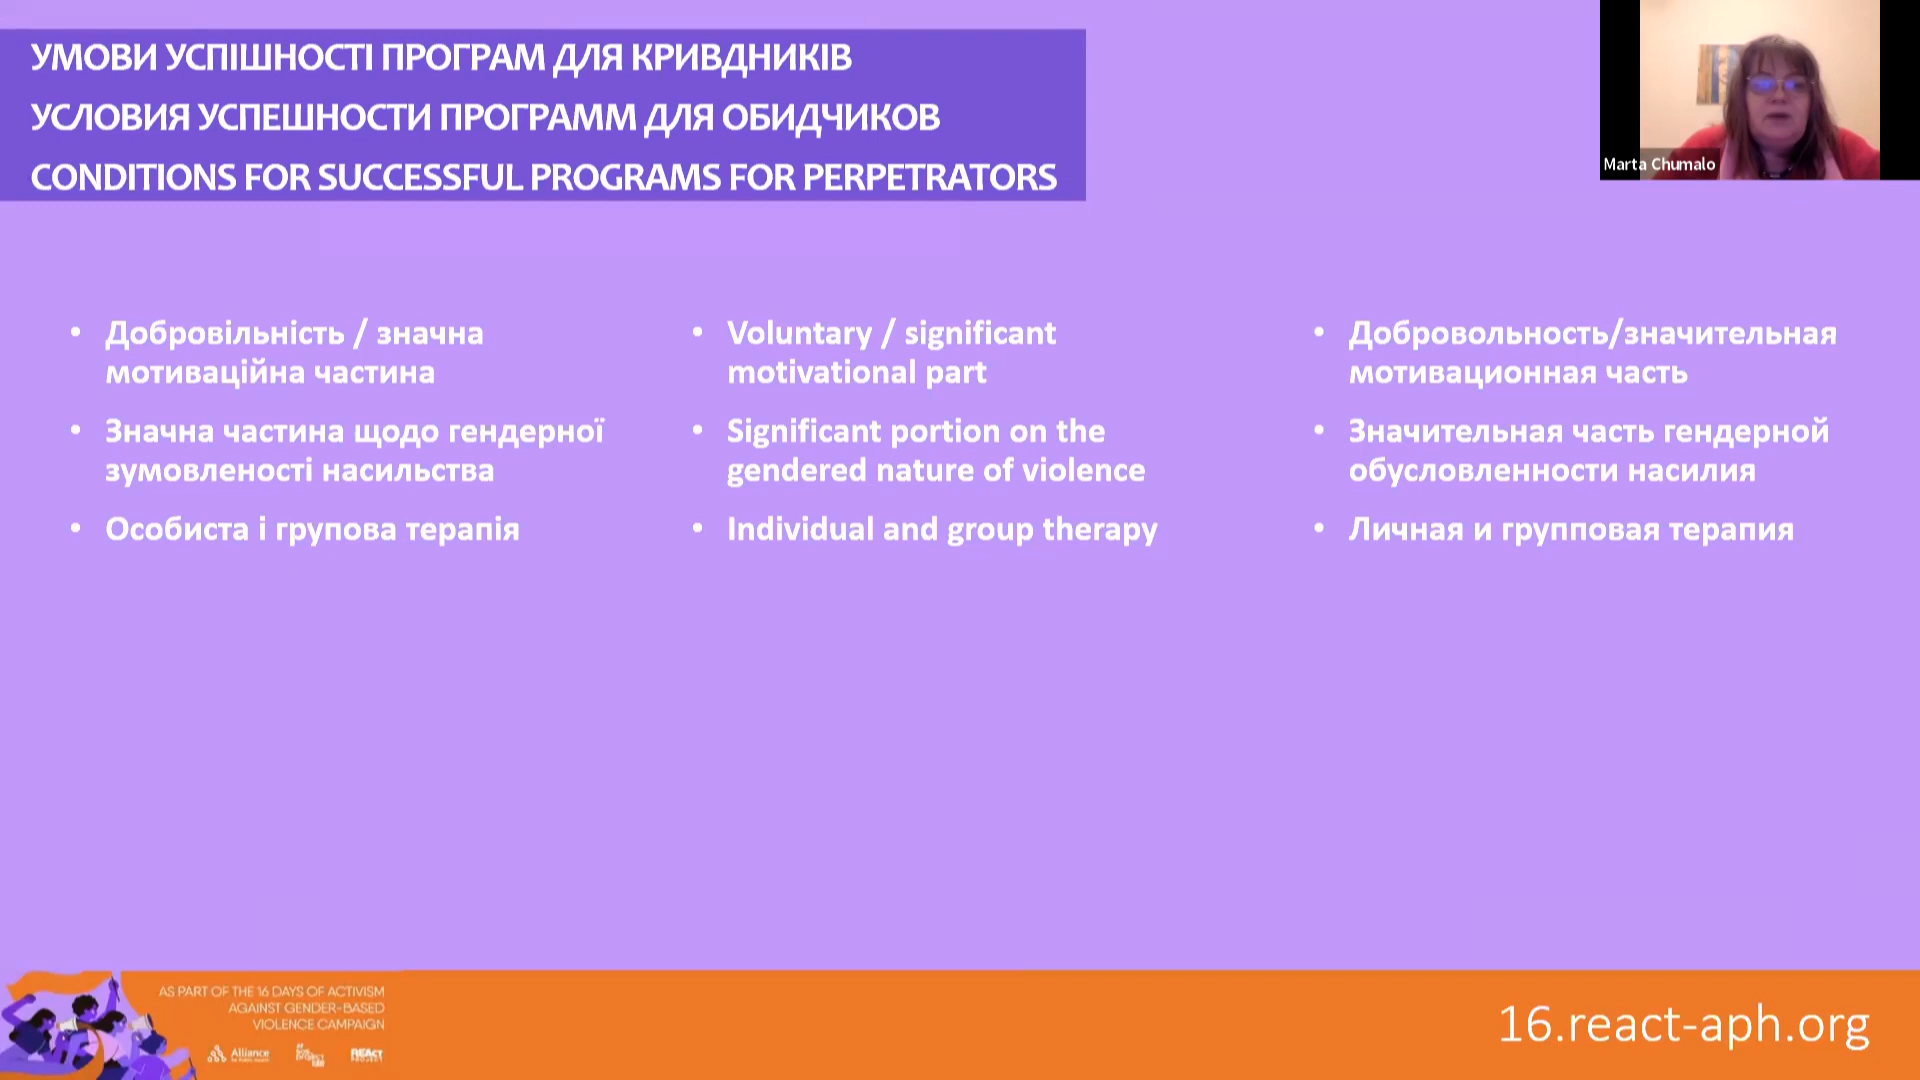 УМОВИ УСПІШНОСТІ ПРОГРАМ ДЛЯ КРИВДНИКІВ
УСЛОВИЯ УСПЕШНОСТИ ПРОГРАММ ДЛЯ ОБИДЧИКОВ
CONDITIONS FOR SUCCESSFUL PROGRAMS FOR PERPETRATORS
Marta Chumalo
• Добровільність / значна
мотиваційна частина
• Значна частина щодо гендерної
зумовленості насильства
• Особиста і групова терапія
• Voluntary / significant
motivational part
• Significant portion on the
gendered nature of violence
• Individual and group therapy
• Добровольность/значительная
мотивационная часть
• Значительная часть гендерной
обусловленности насилия
• Личная и групповая терапия
AS PART OF THE 16 DAYS OF ACTIVISM
AGAINST GENDER-BASED
VIOLENCE CAMPAIGN
Alliance
REAct
16.react-aph.org